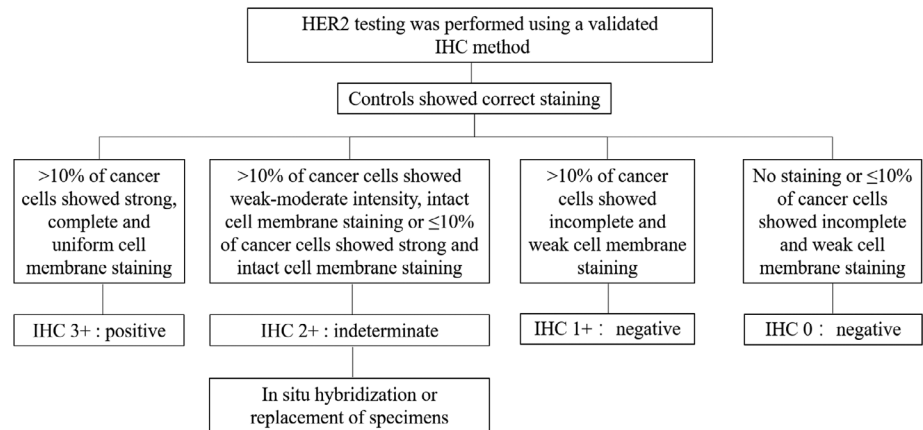 HER2 testing was performed using a validated
IHC method
Controls showed correct staining
>10% of cancer
cells showed strong,
complete and
uniform cell
membrane staining
>10% of cancer cells showed
weak-moderate intensity, intact
cell membrane staining or ≤10%
of cancer cells showed strong and
intact cell membrane staining
>10% of cancer
cells showed
incomplete and
weak cell membrane
staining
No staining or ≤10%
of cancer cells
showed incomplete
and weak cell
membrane staining
IHC 3+ : positive
IHC 2+ : indeterminate
IHC 1+： negative
IHC 0： negative
In situ hybridization or
replacement of specimens